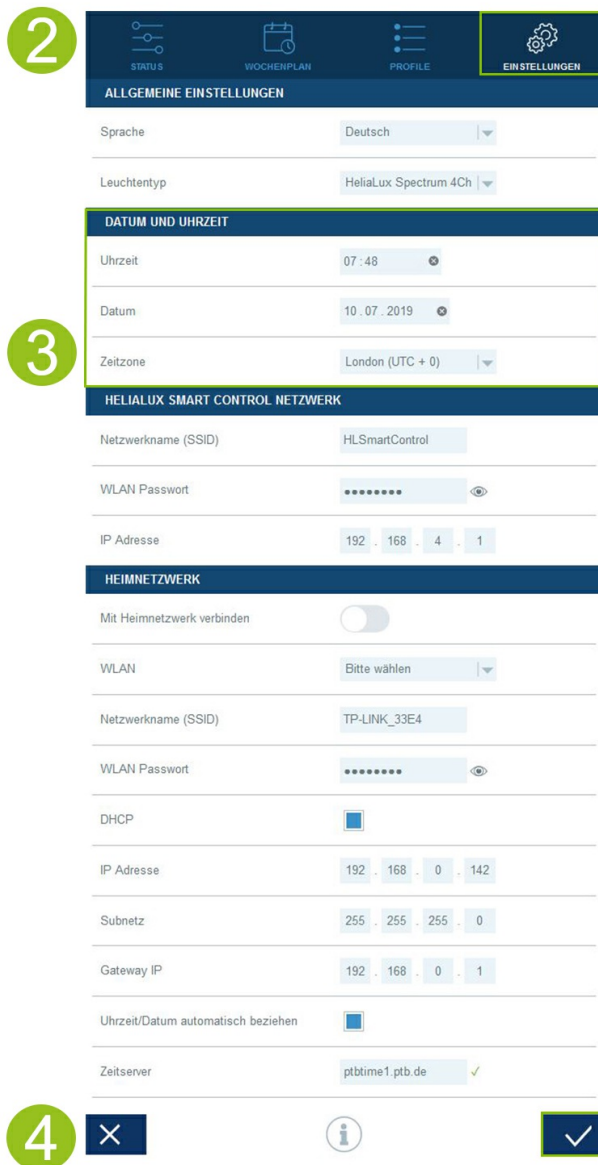 2
STATUS WOCHENPLAN PROFILE EINSTELLUNGEN
ALLGEMEINE EINSTELLUNGEN
Sprache Deutsch
Leuchtentyp HeliaLux Spectrum 4Ch
DATUM UND UHRZEIT
Uhrzeit 07 : 48
Datum 10 . 07 . 2019
3
Zeitzone London (UTC + 0)
HELIALUX SMART CONTROL NETZWERK
Netzwerkname (SSID) HLSmartControl
WLAN Passwort ••••••••
IP Adresse 192 . 168 . 4 . 1
HEIMNETZWERK
Mit Heimnetzwerk verbinden
WLAN Bitte wählen
Netzwerkname (SSID) TP-LINK_33E4
WLAN Passwort ••••••••
DHCP
IP Adresse 192 . 168 . 0 . 142
Subnetz 255 . 255 . 255 . 0
Gateway IP 192 . 168 . 0 . 1
Uhrzeit/Datum automatisch beziehen
Zeitserver ptbtime1.ptb.de
4